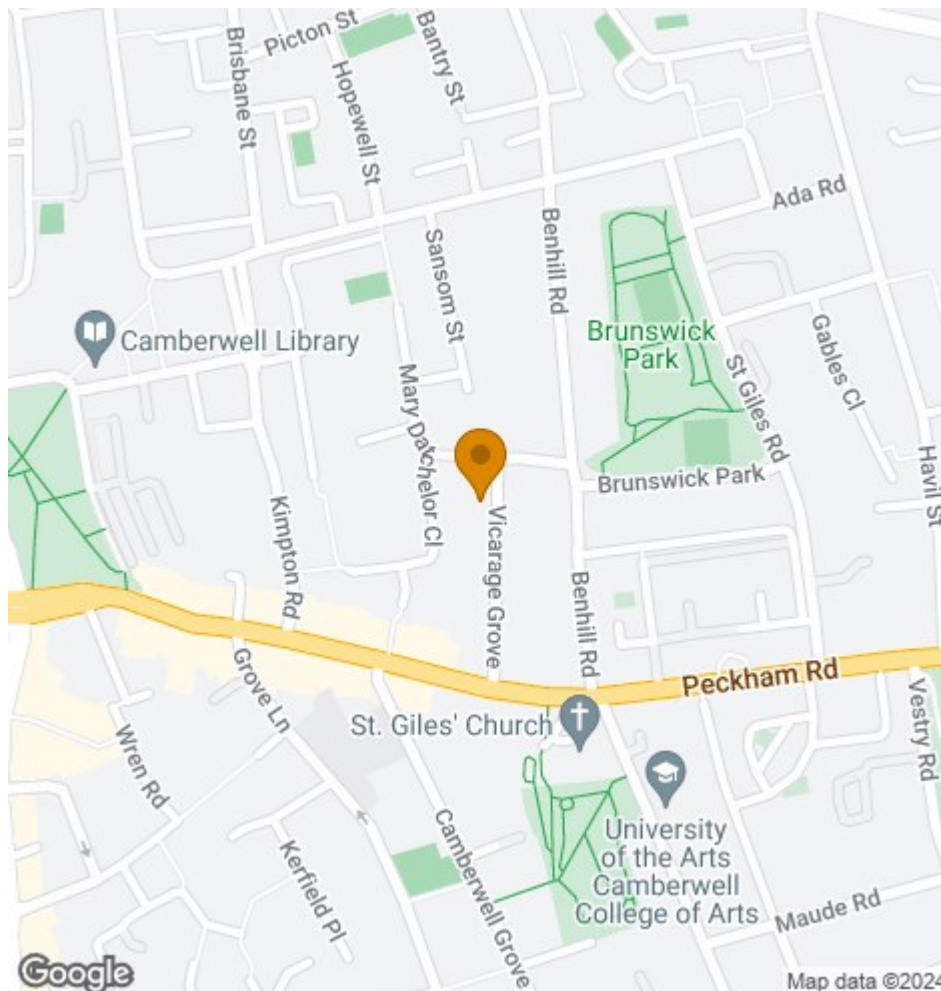 Picton St
Brisbane St
Bantry St
Hopewell St
Ada Rd
Benhill Rd
Sansom St
Camberwell Library
Brunswick
Park
Gables Cl
St Giles Rd
Mary Datchelor Cl
Havil St
Brunswick Park
Kimpton Rd
Vicarage Grove
Benhill Rd
Peckham Rd
Grove Ln
Vestry Rd
St. Giles' Church
Wren Rd
Camberwell Grove
University
of the Arts
Camberwell
College of Arts
Kerfield Pl
Maude Rd
Google
Map data ©2024